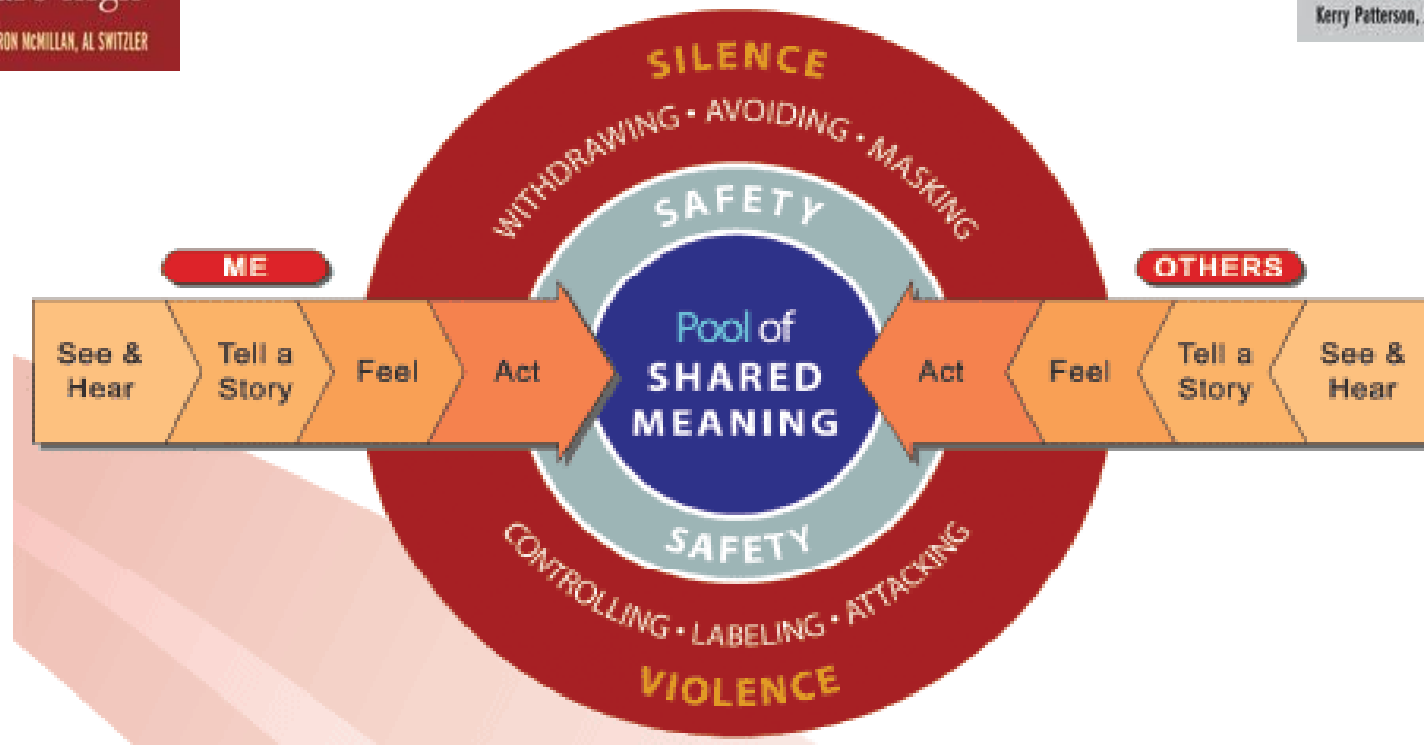 RON McMILLAN, AL SWITZLER
Kerry Patterson,
SILENCE
WITHDRAWING • AVOIDING • MASKING
SAFETY
ME
OTHERS
See &
Hear
Tell a
Story
Feel
Act
Pool of
SHARED
MEANING
Act
Feel
Tell a
Story
See &
Hear
SAFETY
CONTROLLING • LABELING • ATTACKING
VIOLENCE